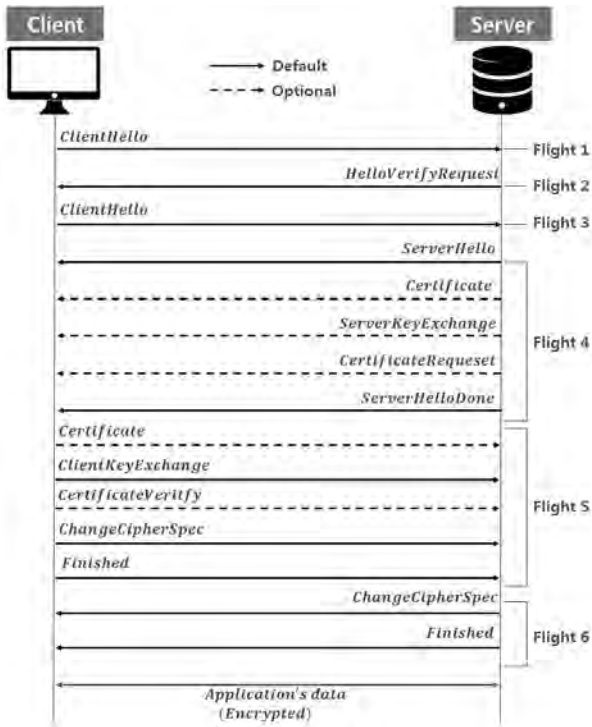 Client
Server
Default
Optional
ClientHello
Flight 1
HelloVerifyRequest
Flight 2
ClientHello
Flight 3
ServerHello
Certificate
ServerKeyExchange
Flight 4
CertificateRequeset
ServerHelloDone
Certificate
ClientKeyExchange
CertificateVeritfy
Flight 5
ChangeCipherSpec
Finished
ChangeCipherSpec
Finished
Flight 6
Application's data
(Encrypted)